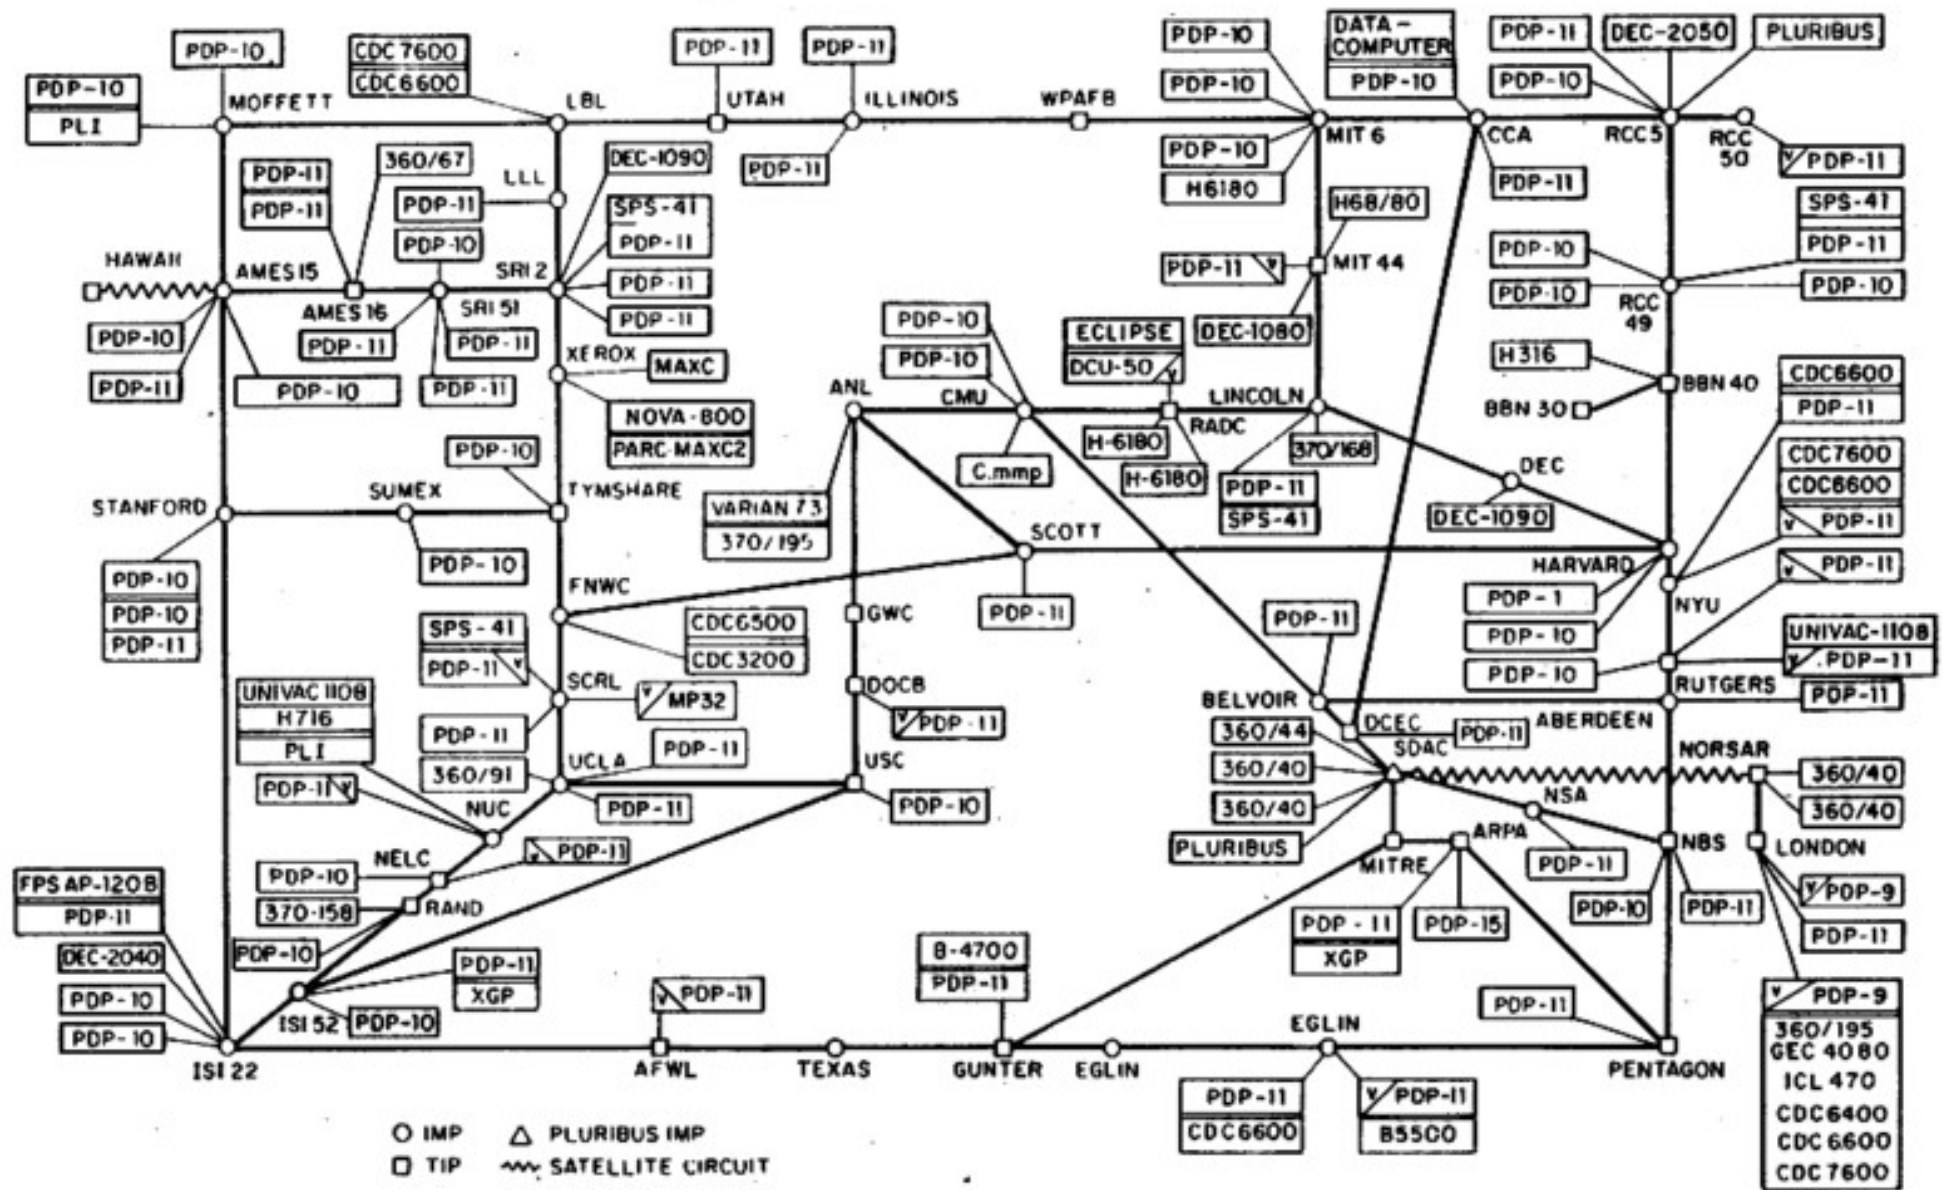 PDP-10
CDC 7600
CDC 6600
PDP-11
PDP-11
PDP-10
DATA-
COMPUTER
PDP-10
PDP-11
DEC-2050
PLURIBUS
PDP-10
PLI
PDP-10
PDP-10
MOFFETT
LBL
UTAH
ILLINOIS
WPAFB
MIT 6
CCA
RCC 5
RCC
50
PDP-10
H6180
PDP-11
PDP-11
V PDP-11
PDP-11
PDP-11
360/67
LLL
PDP-11
DEC-1090
SPS-41
PDP-11
PDP-11
PDP-11
H68/80
SPS-41
PDP-11
PDP-10
PDP-10
PDP-10
RCC
49
HAWAII
AMES 15
AMES 16
PDP-10
SRI 2
SRI 51
PDP-11 V
MIT 44
DEC-1080
PDP-10
PDP-11
PDP-10
PDP-11
PDP-11
PDP-11
XEROX
MAXC
NOVA-800
PARC-MAXC2
PDP-10
PDP-10
ECLIPSE
DCU-50 V
H316
BBN 40
BBN 30
CDC6600
PDP-11
ANL
CMU
RADC
LINCOLN
H-6180
H-6180
370/168
C.mmp
PDP-11
SPS-41
DEC
DEC-1090
CDC7600
CDC6600
V PDP-11
PDP-10
TYMSHARE
SUMEX
STANFORD
PDP-10
VARIAN 73
370/195
SCOTT
PDP-11
HARVARD
V PDP-11
PDP-10
PDP-10
PDP-11
FNWC
CDC6500
CDC3200
GWC
PDP-1
PDP-10
NYU
PDP-10
UNIVAC-1108
V PDP-11
SPS-41
PDP-11 V
SCRL
V MP32
DOCB
V PDP-11
PDP-11
BELVOIR
RUTGERS
PDP-11
ABERDEEN
UNIVAC 1108
H716
PLI
PDP-11
360/91
UCLA
PDP-11
PDP-11
USC
PDP-10
360/44
360/40
360/40
PLURIBUS
DCEC
PDP-11
SDAC
NORSAR
360/40
360/40
PDP-11 V
NUC
NSA
PDP-11
NELC
V PDP-11
PDP-10
370-158
RAND
PDP-10
MITRE
ARPA
PDP-11
XGP
PDP-15
NBS
PDP-10
PDP-11
LONDON
V PDP-9
PDP-11
FPS AP-120B
PDP-11
DEC-2040
PDP-10
PDP-10
PDP-11
XGP
ISI 52
PDP-10
V PDP-11
B-4700
PDP-11
EGLIN
PDP-11
V PDP-9
360/195
GEC 4080
ICL 470
CDC6400
CDC6600
CDC7600
ISI 22
AFWL
TEXAS
GUNTER
EGLIN
PENTAGON
PDP-11
CDC6600
V PDP-11
B5500
IMP
PLURIBUS IMP
TIP
SATELLITE CIRCUIT